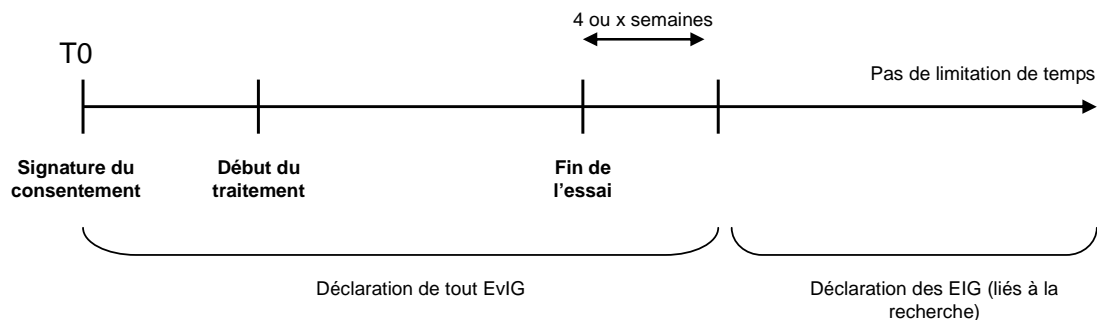 4 ou x semaines
T0
Pas de limitation de temps
Signature du
consentement
Début du
traitement
Fin de
l’essai
Déclaration de tout EvIG
Déclaration des EIG (liés à la
recherche)